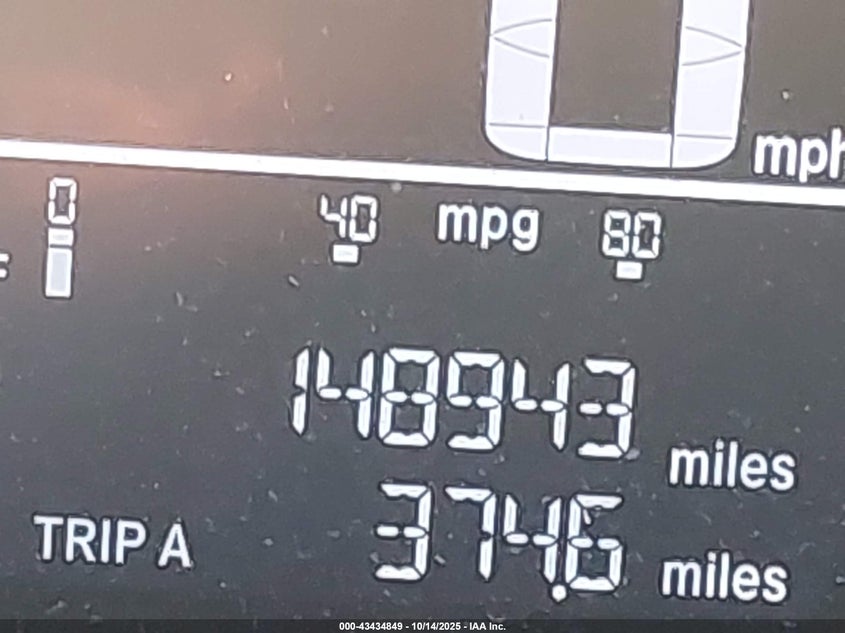 0 mph
0 40 mpg 80
148943 miles
TRIP A 374.6 miles
000-43434849 - 10/14/2025 - IAA Inc.